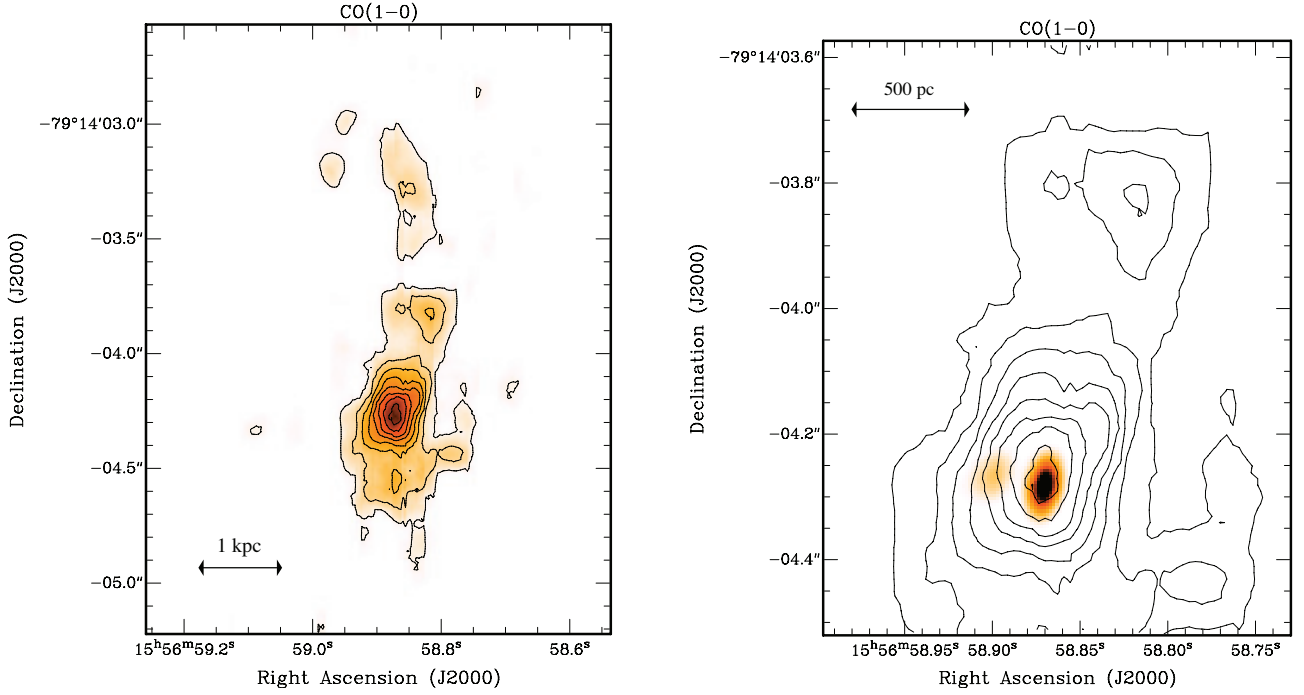 CO(1−0)
−79°14′03.0″
−03.5″
−04.0″
−04.5″
−05.0″
Declination (J2000)
1 kpc
15ʰ56ᵐ59.2ˢ 59.0ˢ 58.8ˢ 58.6ˢ
Right Ascension (J2000)
CO(1−0)
−79°14′03.6″
−03.8″
−04.0″
−04.2″
−04.4″
Declination (J2000)
500 pc
15ʰ56ᵐ58.95ˢ 58.90ˢ 58.85ˢ 58.80ˢ 58.75ˢ
Right Ascension (J2000)